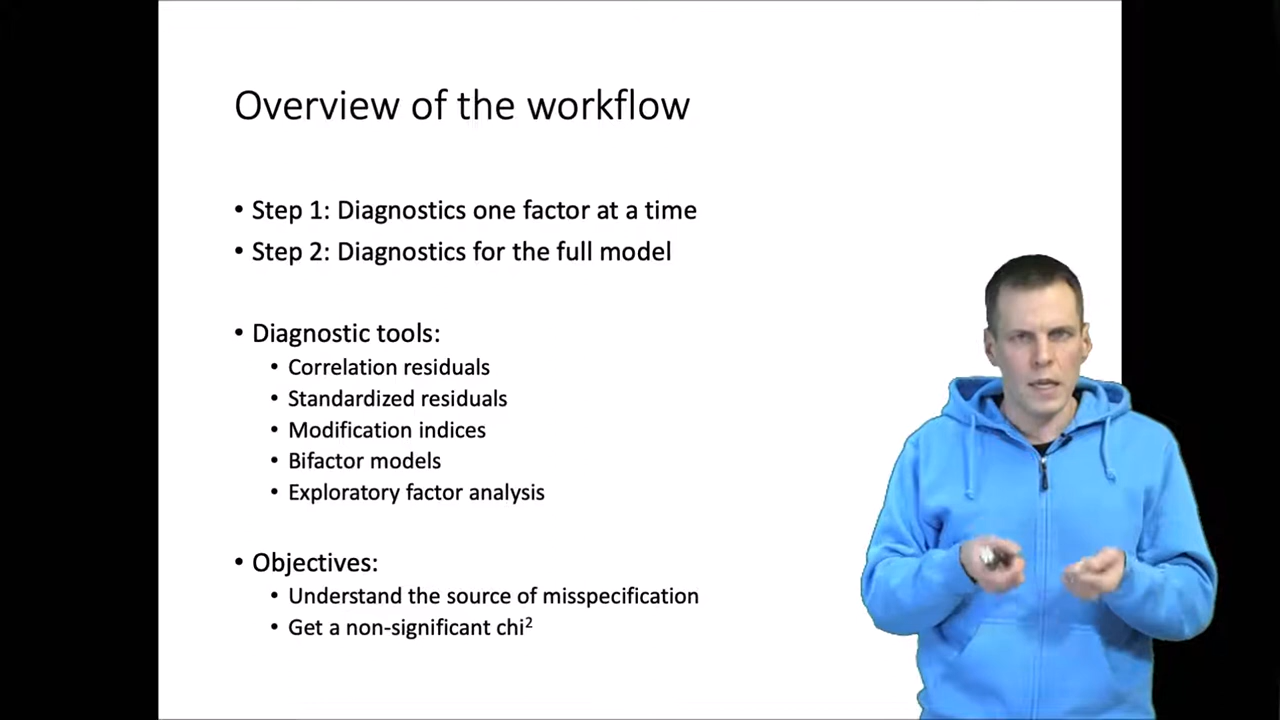 Overview of the workflow
• Step 1: Diagnostics one factor at a time
• Step 2: Diagnostics for the full model
• Diagnostic tools:
• Correlation residuals
• Standardized residuals
• Modification indices
• Bifactor models
• Exploratory factor analysis
• Objectives:
• Understand the source of misspecification
• Get a non-significant chi²